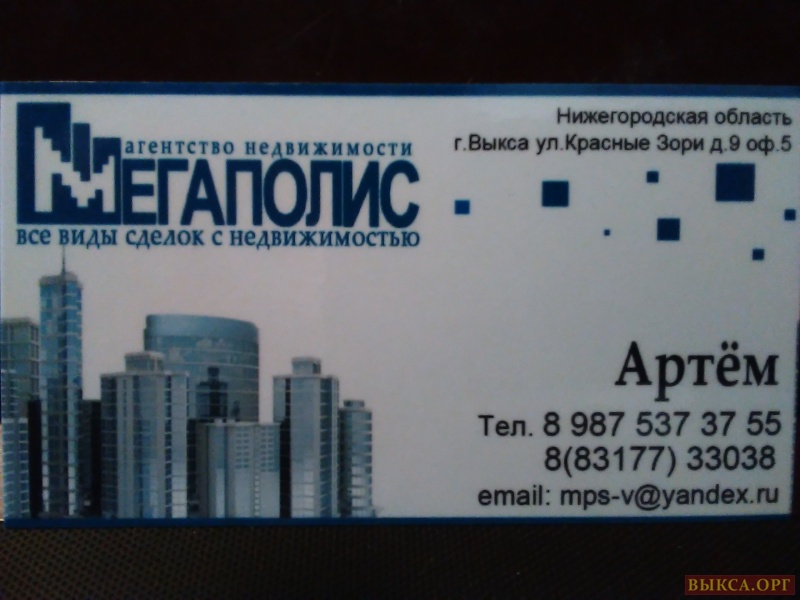 агентство недвижимости
МЕГАПОЛИС
все виды сделок с недвижимостью
Нижегородская область
г.Выкса ул.Красные Зори д.9 оф.5
Артём
Тел. 8 987 537 37 55
8(83177) 33038
email: mps-v@yandex.ru
ВЫКСА.ОРГ